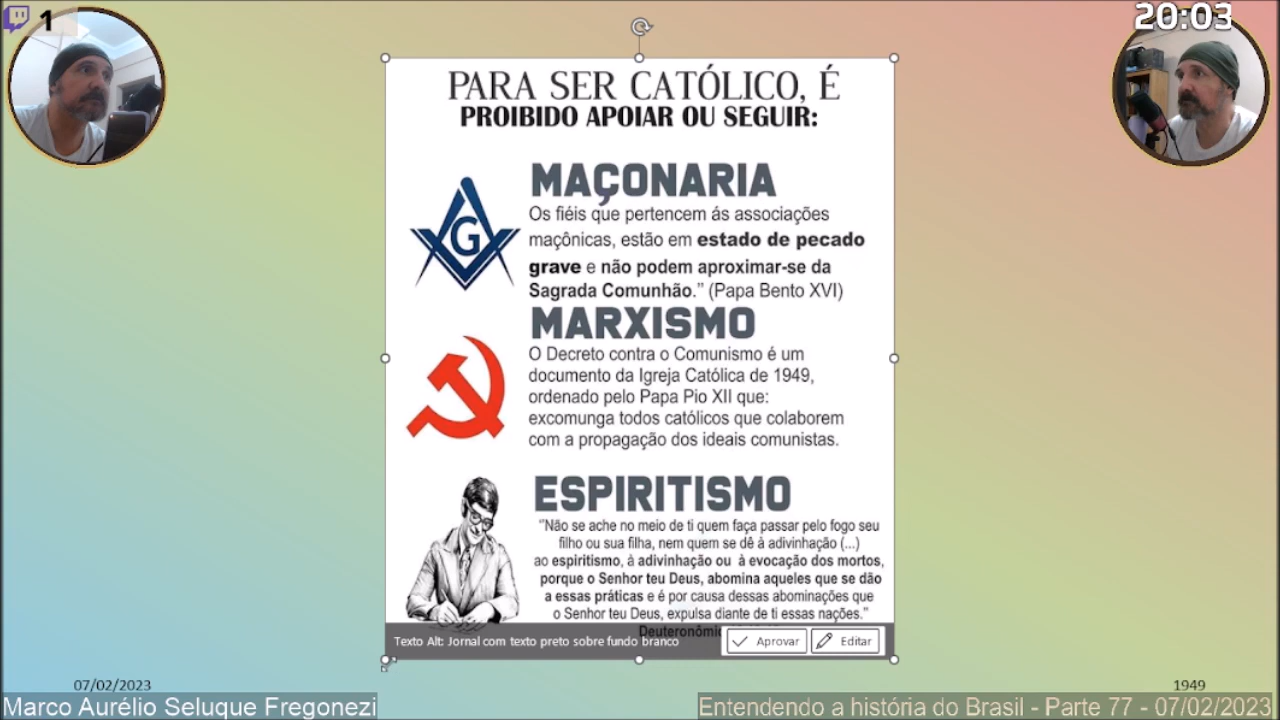 1
20:03
PARA SER CATÓLICO, É
PROIBIDO APOIAR OU SEGUIR:
MAÇONARIA
Os fiéis que pertencem ás associações
maçônicas, estão em estado de pecado
grave e não podem aproximar-se da
Sagrada Comunhão.” (Papa Bento XVI)
G
MARXISMO
O Decreto contra o Comunismo é um
documento da Igreja Católica de 1949,
ordenado pelo Papa Pio XII que:
excomunga todos católicos que colaborem
com a propagação dos ideais comunistas.
ESPIRITISMO
“Não se ache no meio de ti quem faça passar pelo fogo seu
filho ou sua filha, nem quem se dê à adivinhação (...)
ao espiritismo, à adivinhação ou à evocação dos mortos,
porque o Senhor teu Deus, abomina aqueles que se dão
a essas práticas e é por causa dessas abominações que
o Senhor teu Deus, expulsa diante de ti essas nações.”
Texto Alt: Jornal com texto preto sobre fundo branco
Aprovar
Editar
07/02/2023
1949
Marco Aurélio Seluque Fregonezi
Entendendo a história do Brasil - Parte 77 - 07/02/2023